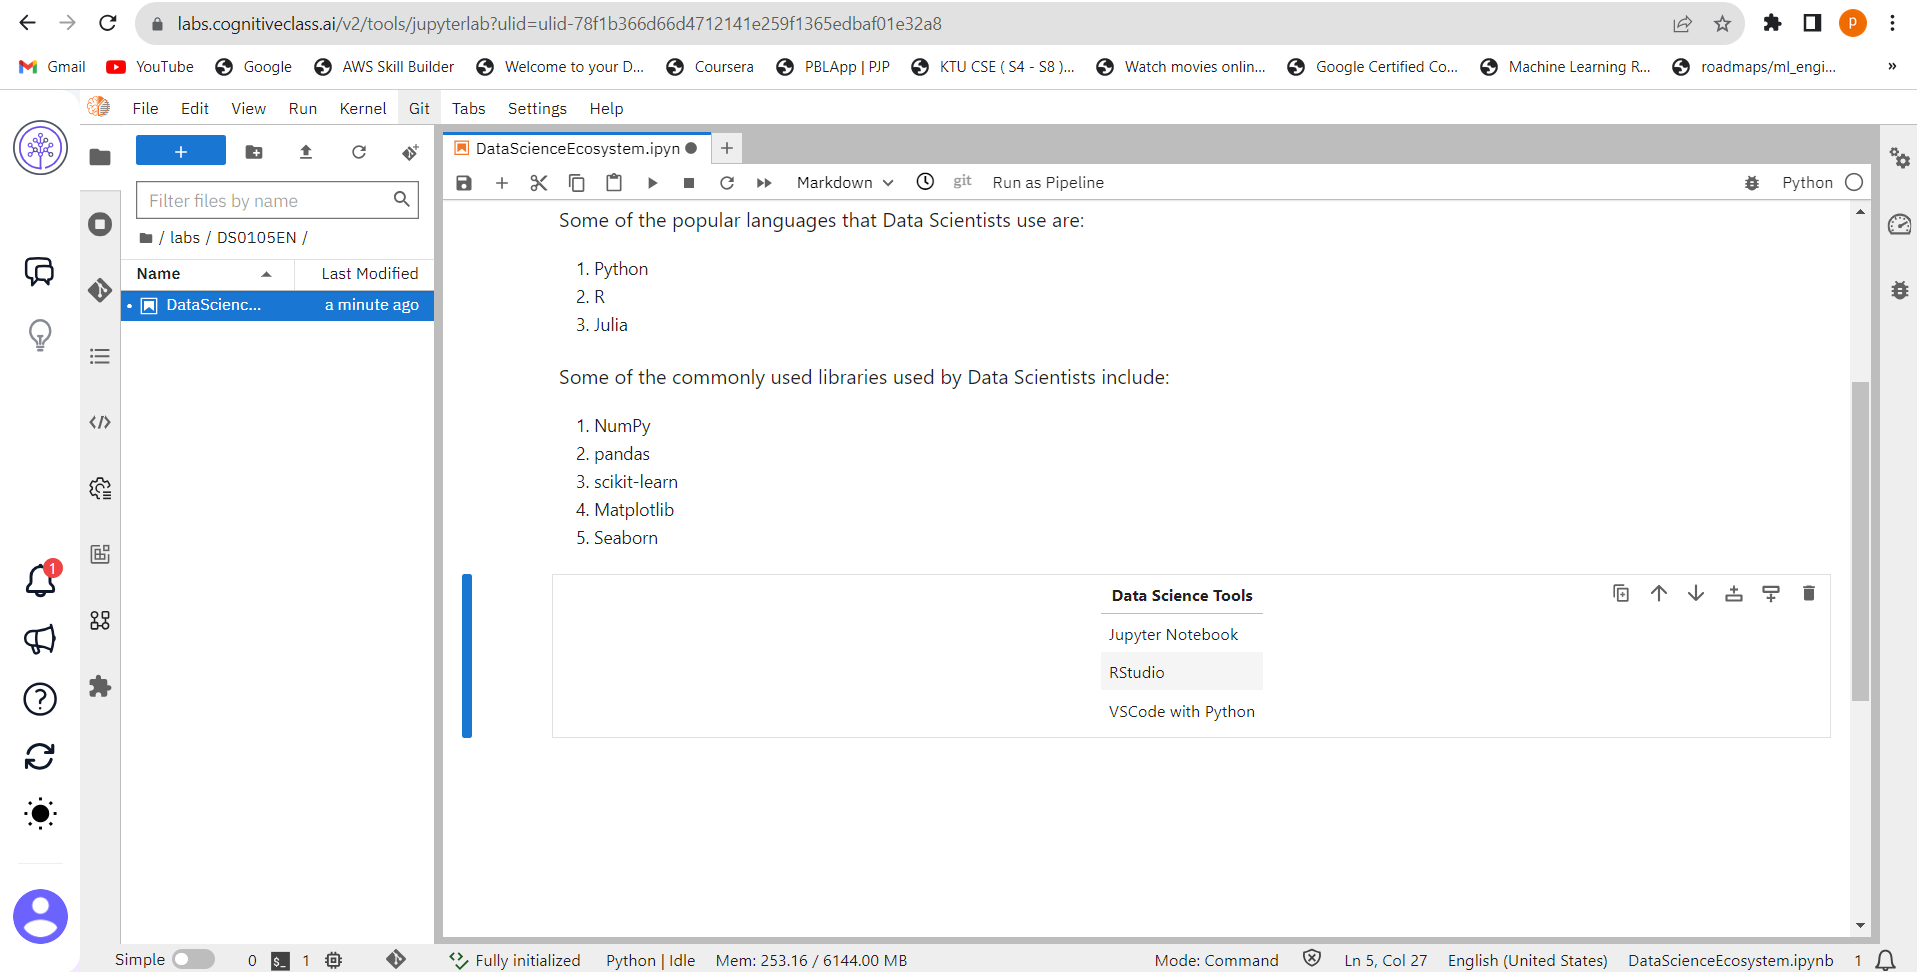 labs.cognitiveclass.ai/v2/tools/jupyterlab?ulid=ulid-78f1b366d66d4712141e259f1365edbaf01e32a8
P
Gmail YouTube Google AWS Skill Builder Welcome to your D... Coursera PBLApp | PJP KTU CSE ( S4 - S8 )... Watch movies onlin... Google Certified Co... Machine Learning R... roadmaps/ml_engi... »
File Edit View Run Kernel Git Tabs Settings Help
+
DataScienceEcosystem.ipyn
+
Markdown git Run as Pipeline Python
Filter files by name
/ labs / DS0105EN /
Name Last Modified
DataScienc... a minute ago
Some of the popular languages that Data Scientists use are:
1. Python
2. R
3. Julia
Some of the commonly used libraries used by Data Scientists include:
1. NumPy
2. pandas
3. scikit-learn
4. Matplotlib
5. Seaborn
Data Science Tools
Jupyter Notebook
RStudio
VSCode with Python
1
Simple 0 $_ 1 Fully initialized Python | Idle Mem: 253.16 / 6144.00 MB Mode: Command Ln 5, Col 27 English (United States) DataScienceEcosystem.ipynb 1